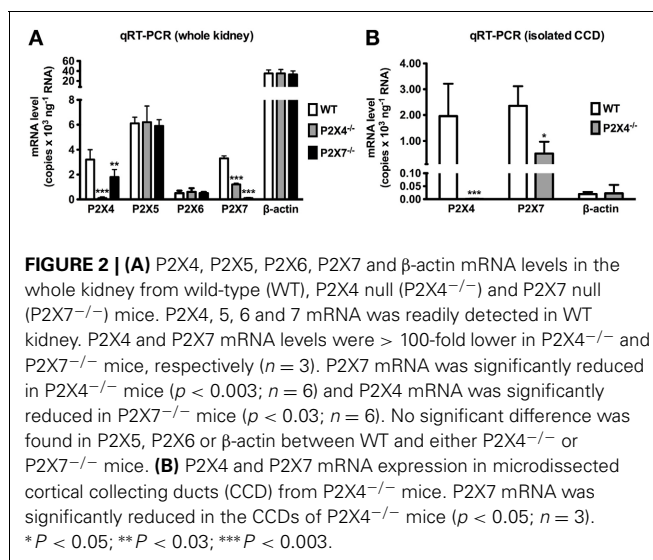 A
qRT-PCR (whole kidney)
mRNA level
(copies x 10³ ng⁻¹ RNA)
60
40
20
8
6
4
2
0
***
**
***
***
WT
P2X4⁻/⁻
P2X7⁻/⁻
P2X4 P2X5 P2X6 P2X7 β-actin
B
qRT-PCR (isolated CCD)
mRNA level
(copies x 10³ ng⁻¹ RNA)
4.00
3.00
2.00
1.00
0.10
0.05
0.00
***
*
WT
P2X4⁻/⁻
P2X4 P2X7 β-actin
FIGURE 2 | (A) P2X4, P2X5, P2X6, P2X7 and β-actin mRNA levels in the
whole kidney from wild-type (WT), P2X4 null (P2X4⁻/⁻) and P2X7 null
(P2X7⁻/⁻) mice. P2X4, 5, 6 and 7 mRNA was readily detected in WT
kidney. P2X4 and P2X7 mRNA levels were > 100-fold lower in P2X4⁻/⁻ and
P2X7⁻/⁻ mice, respectively (n = 3). P2X7 mRNA was significantly reduced
in P2X4⁻/⁻ mice (p < 0.003; n = 6) and P2X4 mRNA was significantly
reduced in P2X7⁻/⁻ mice (p < 0.03; n = 6). No significant difference was
found in P2X5, P2X6 or β-actin between WT and either P2X4⁻/⁻ or
P2X7⁻/⁻ mice. (B) P2X4 and P2X7 mRNA expression in microdissected
cortical collecting ducts (CCD) from P2X4⁻/⁻ mice. P2X7 mRNA was
significantly reduced in the CCDs of P2X4⁻/⁻ mice (p < 0.05; n = 3).
*P < 0.05; **P < 0.03; ***P < 0.003.